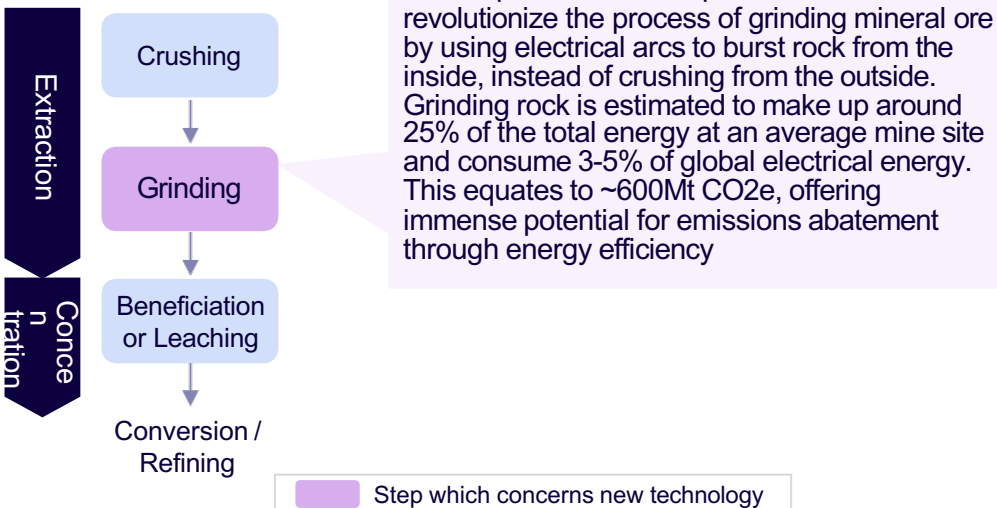 Extraction
Crushing
Grinding
revolutionize the process of grinding mineral ore
by using electrical arcs to burst rock from the
inside, instead of crushing from the outside.
Grinding rock is estimated to make up around
25% of the total energy at an average mine site
and consume 3-5% of global electrical energy.
This equates to ~600Mt CO2e, offering
immense potential for emissions abatement
through energy efficiency
Conce
n
tration
Beneficiation
or Leaching
Conversion /
Refining
Step which concerns new technology